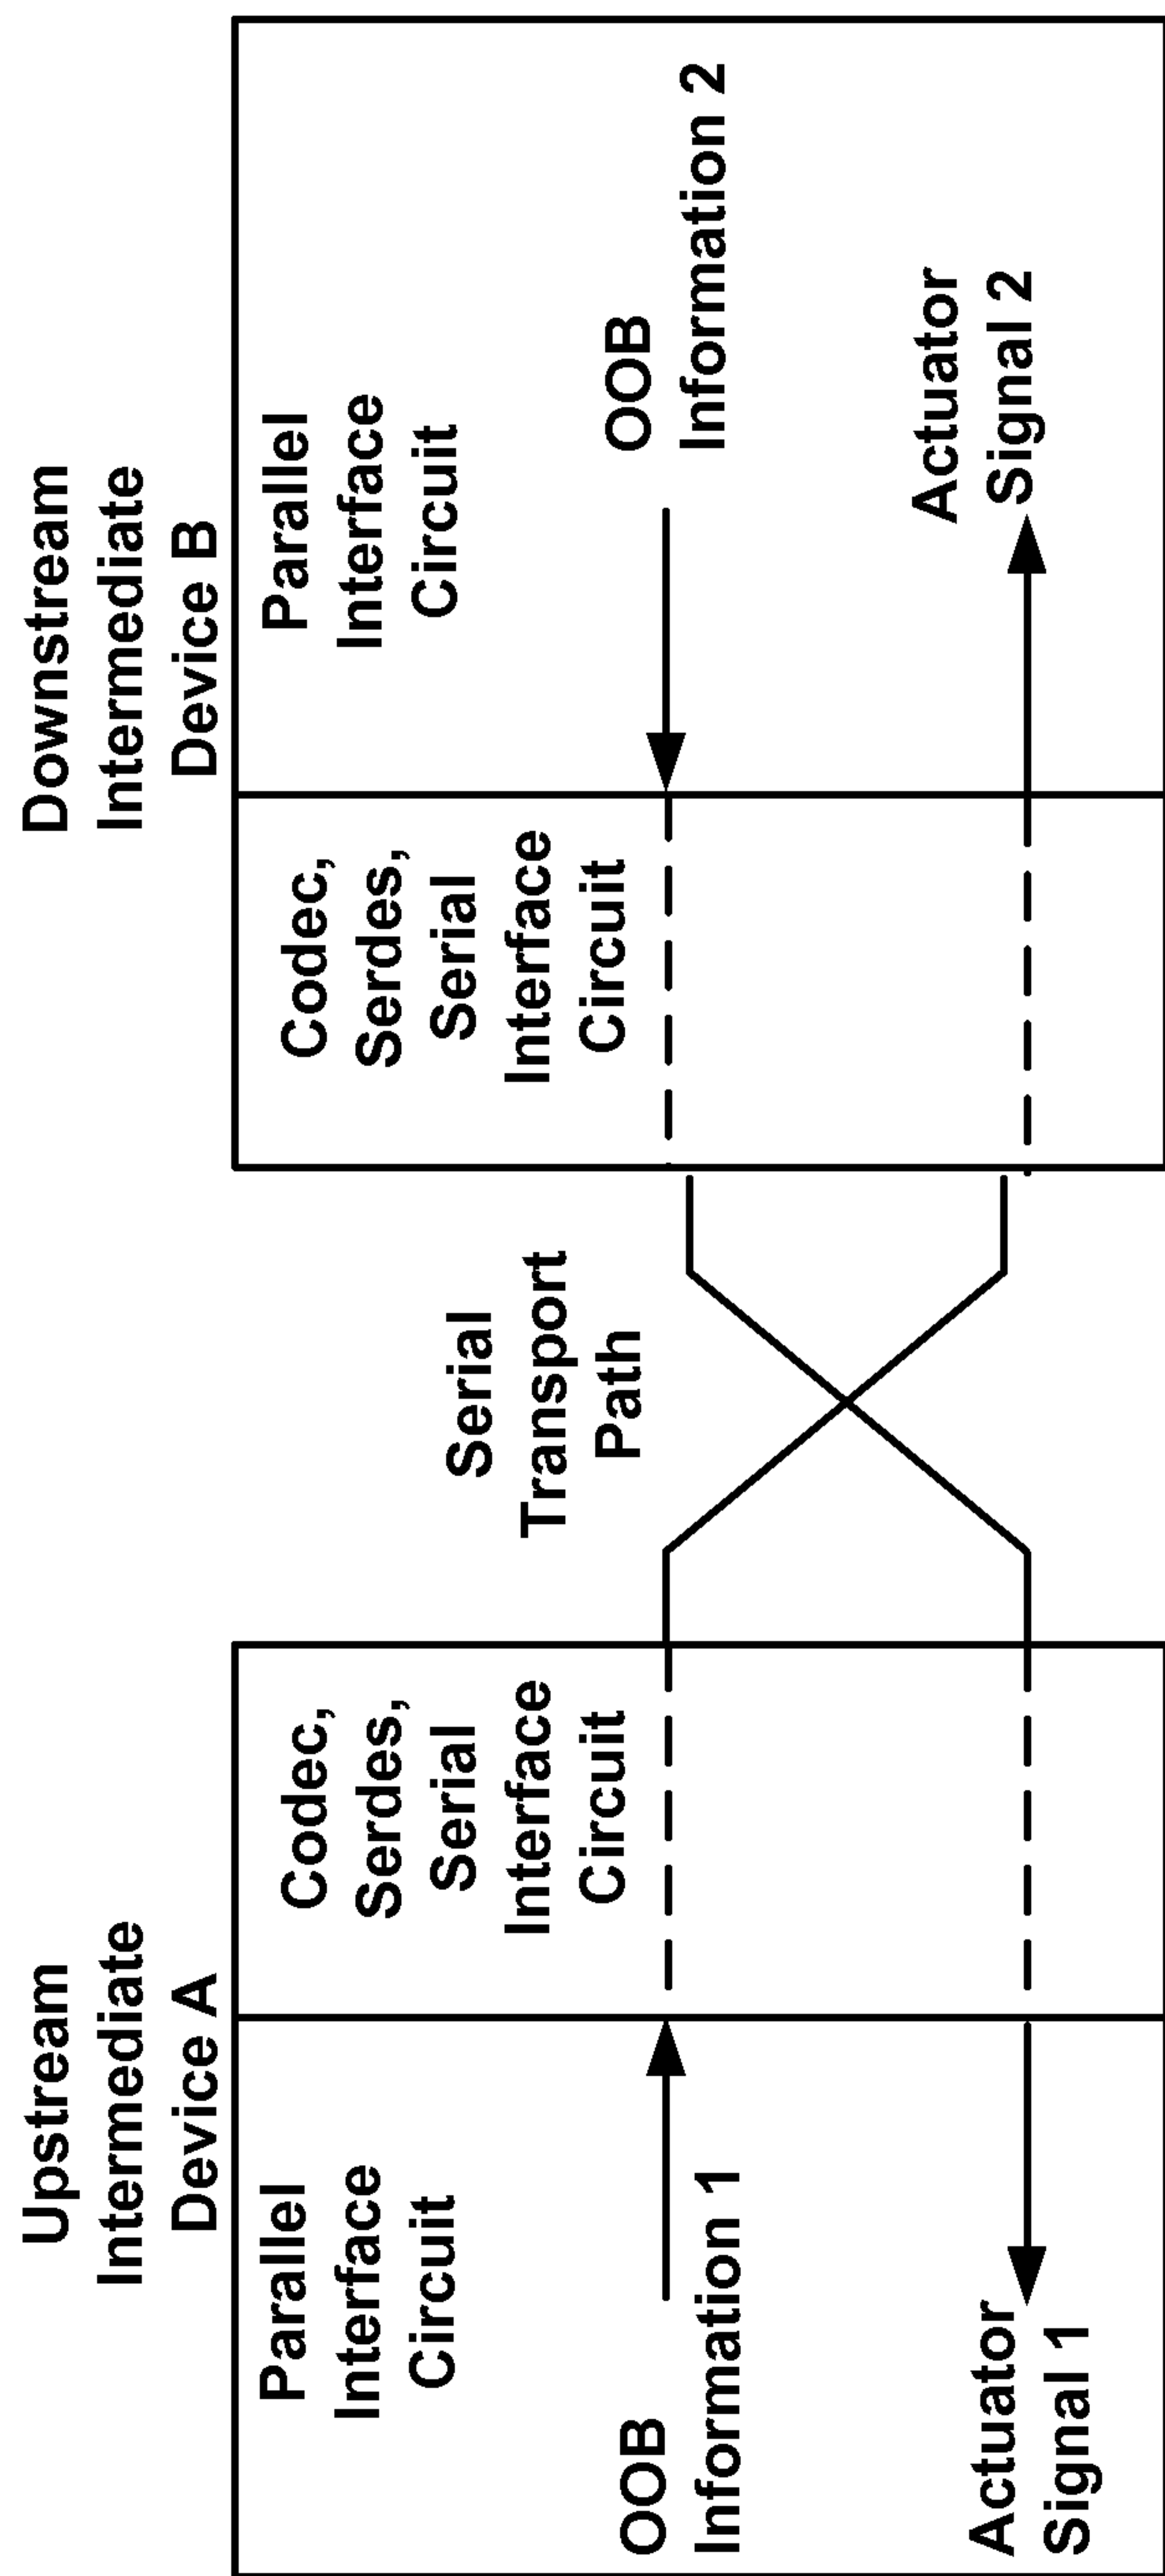 Upstream
Intermediate
Device A
Parallel
Interface
Circuit
Codec,
Serdes,
Serial
Interface
Circuit
OOB
Information 1
Actuator
Signal 1
Serial
Transport
Path
Downstream
Intermediate
Device B
Codec,
Serdes,
Serial
Interface
Circuit
Parallel
Interface
Circuit
OOB
Information 2
Actuator
Signal 2